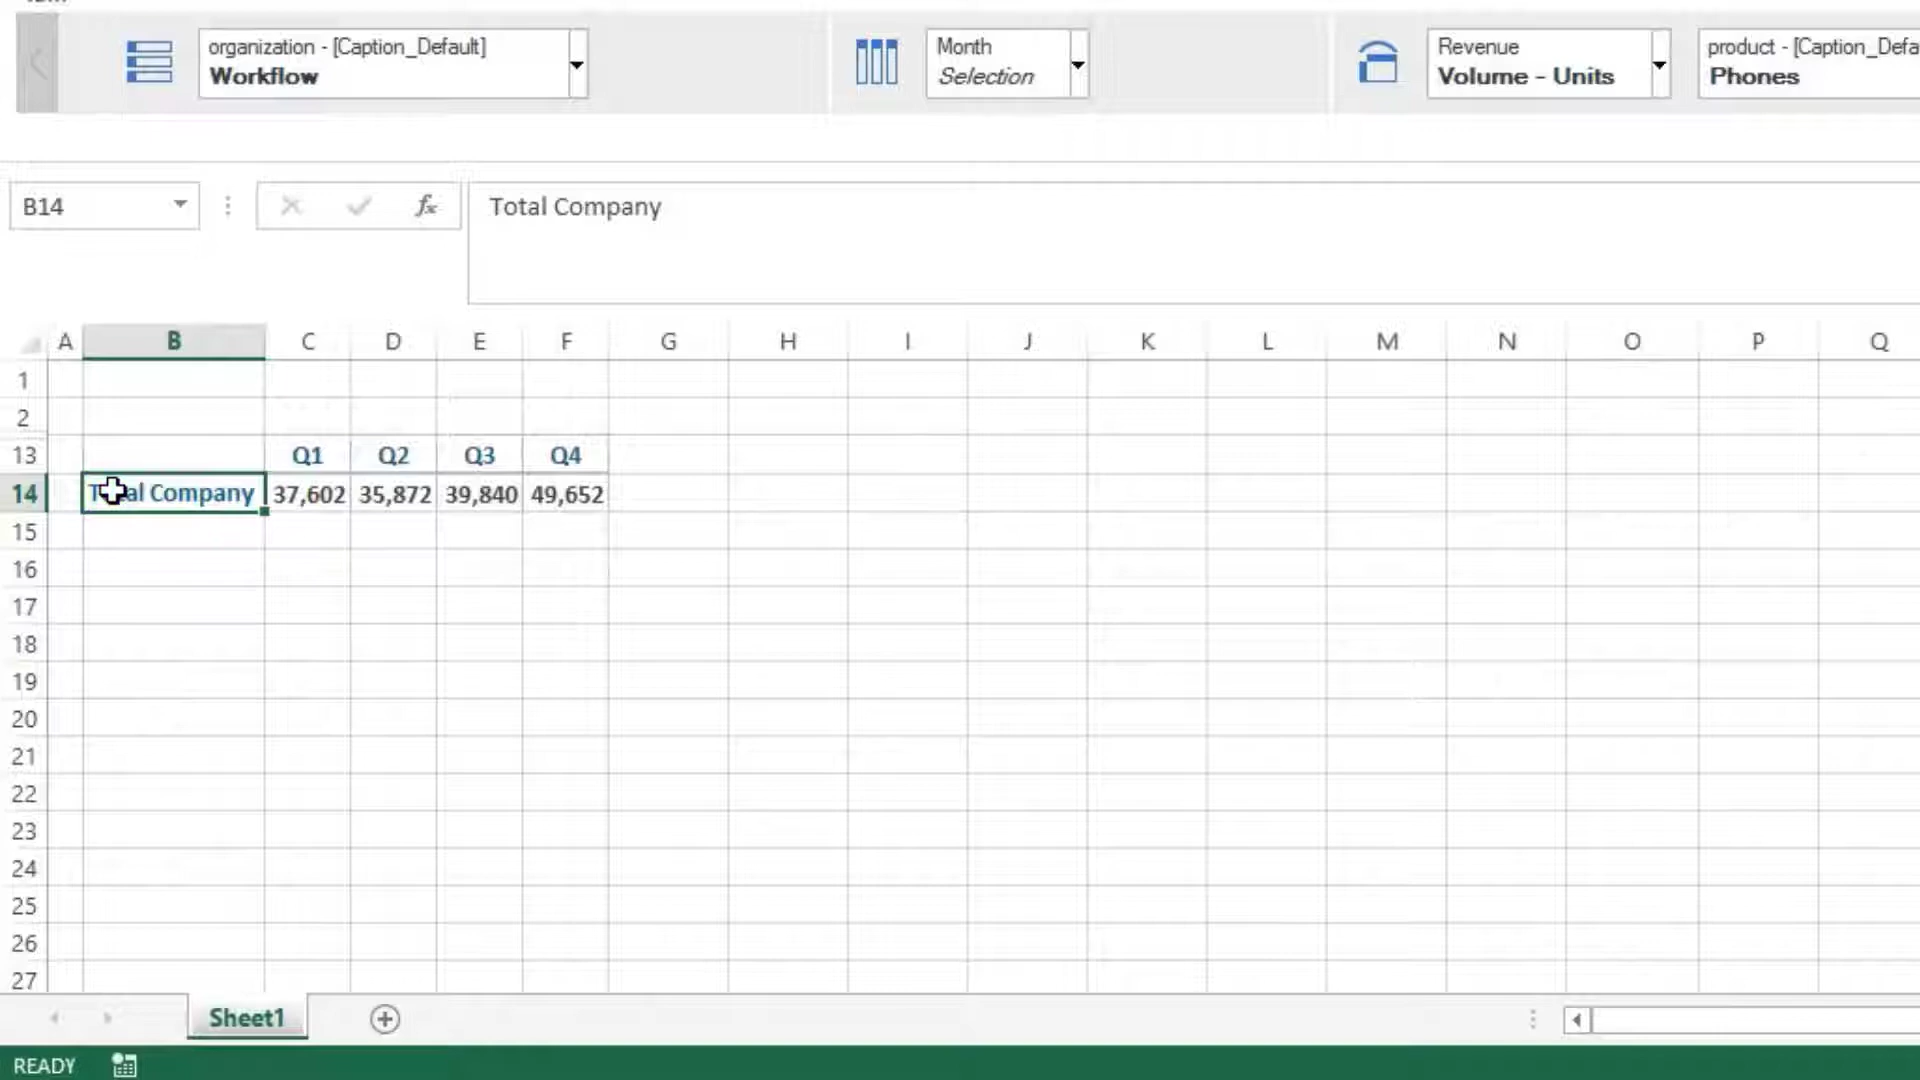 organization - [Caption_Default]
Workflow
Month
Selection
Revenue
Volume - Units
product - [Caption_Defa
Phones
B14
fx
Total Company
A B C D E F G H I J K L M N O P Q
1
2
13 Q1 Q2 Q3 Q4
14 Total Company 37,602 35,872 39,840 49,652
15
16
17
18
19
20
21
22
23
24
25
26
27
Sheet1
READY